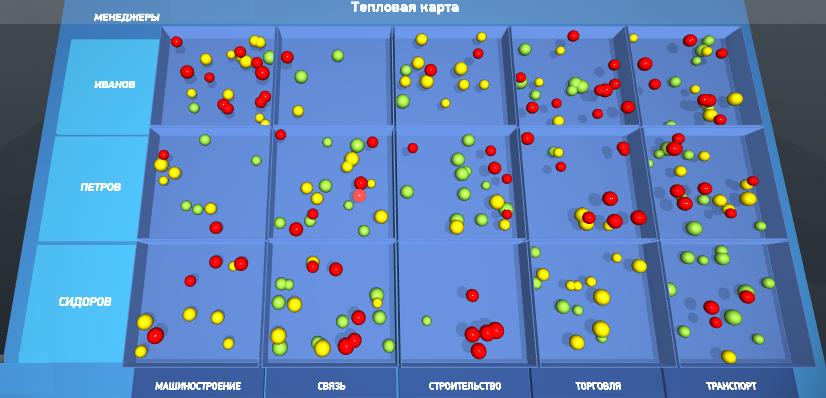 Тепловая карта
МЕНЕДЖЕРЫ
ИВАНОВ
ПЕТРОВ
СИДОРОВ
МАШИНОСТРОЕНИЕ СВЯЗЬ СТРОИТЕЛЬСТВО ТОРГОВЛЯ ТРАНСПОРТ